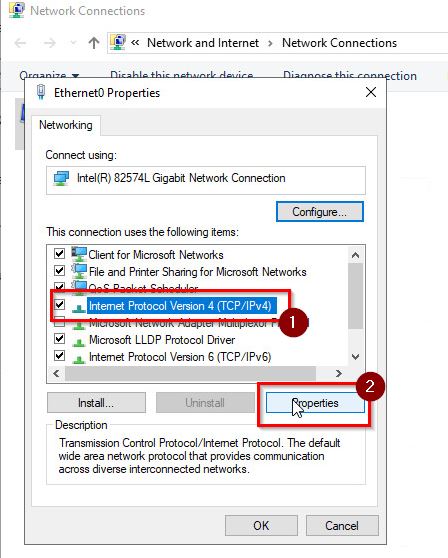 Network Connections
« Network and Internet › Network Connections
Organize Disable this network device Diagnose this connection
Ethernet0 Properties
Networking
Connect using:
Intel(R) 82574L Gigabit Network Connection
Configure...
This connection uses the following items:
Client for Microsoft Networks
File and Printer Sharing for Microsoft Networks
QoS Packet Scheduler
Internet Protocol Version 4 (TCP/IPv4)
1
Microsoft Network Adapter Multiplexor
Microsoft LLDP Protocol Driver
Internet Protocol Version 6 (TCP/IPv6)
2
Install... Uninstall Properties
Description
Transmission Control Protocol/Internet Protocol. The default
wide area network protocol that provides communication
across diverse interconnected networks.
OK Cancel